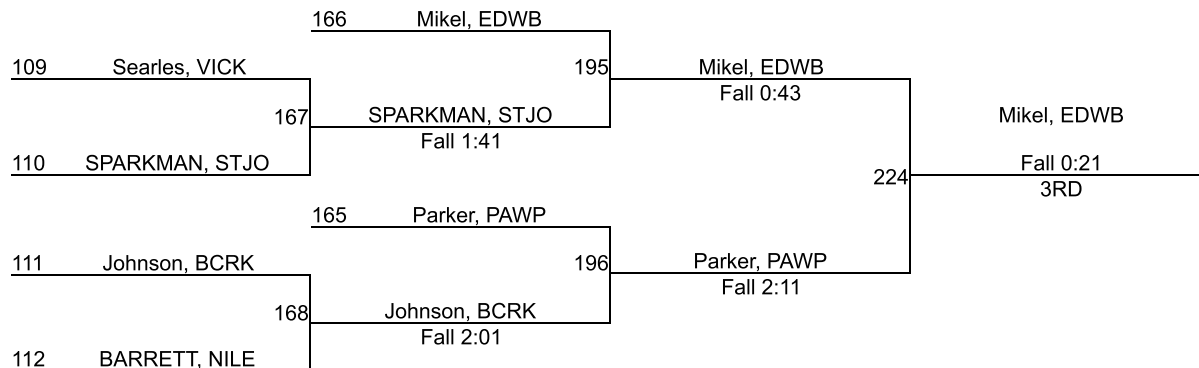 166 Mikel, EDWB
109 Searles, VICK
195 Mikel, EDWB
Fall 0:43
167 SPARKMAN, STJO
Fall 1:41
Mikel, EDWB
110 SPARKMAN, STJO
Fall 0:21
224
3RD
165 Parker, PAWP
111 Johnson, BCRK
196 Parker, PAWP
Fall 2:11
168 Johnson, BCRK
Fall 2:01
112 BARRETT, NILE